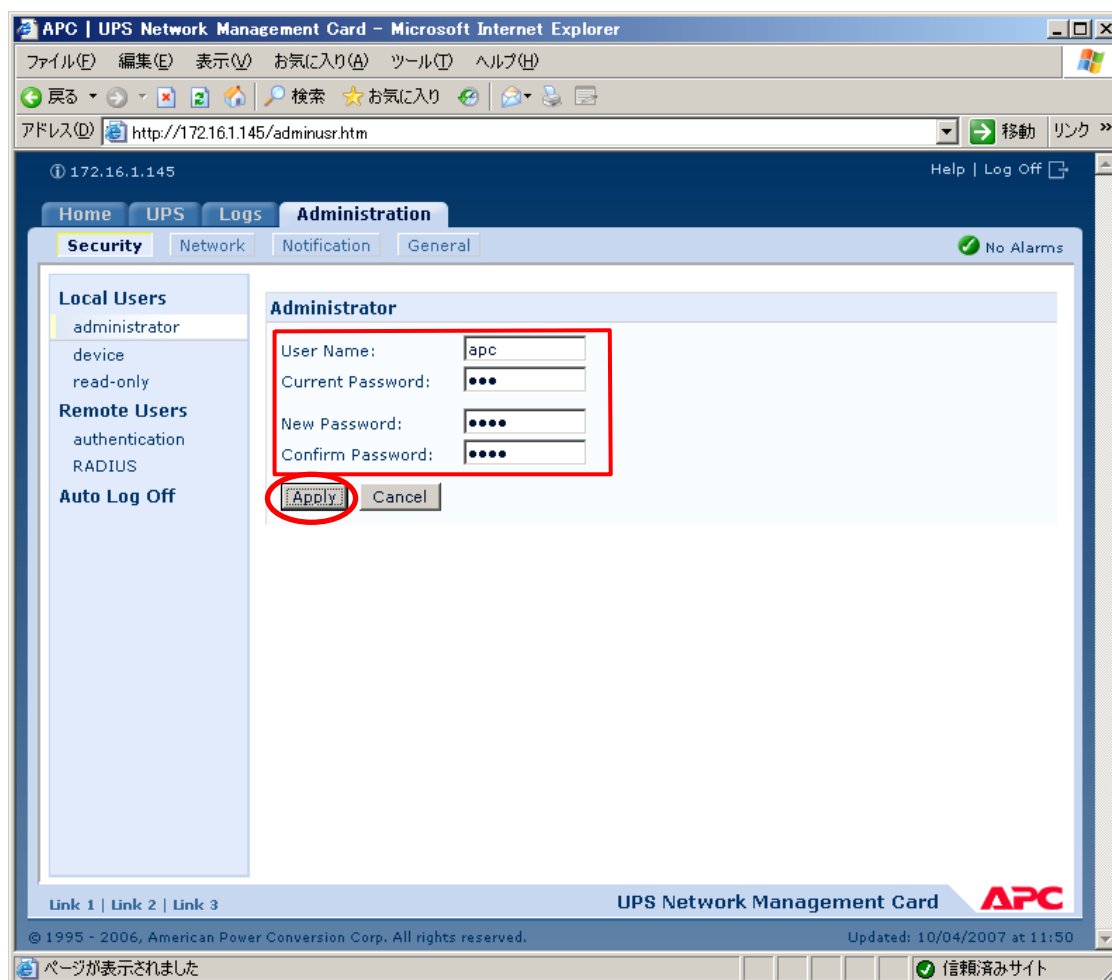 APC | UPS Network Management Card - Microsoft Internet Explorer
ファイル(F) 編集(E) 表示(V) お気に入り(A) ツール(T) ヘルプ(H)
戻る 検索 お気に入り
アドレス(D) http://172.16.1.145/adminusr.htm 移動 リンク »
172.16.1.145 Help | Log Off
Home UPS Logs Administration
Security Network Notification General No Alarms
Local Users
administrator
device
read-only
Remote Users
authentication
RADIUS
Auto Log Off
Administrator
User Name: apc
Current Password: •••
New Password: ••••
Confirm Password: ••••
Apply Cancel
Link 1 | Link 2 | Link 3 UPS Network Management Card APC
© 1995 - 2006, American Power Conversion Corp. All rights reserved. Updated: 10/04/2007 at 11:50
ページが表示されました 信頼済みサイト